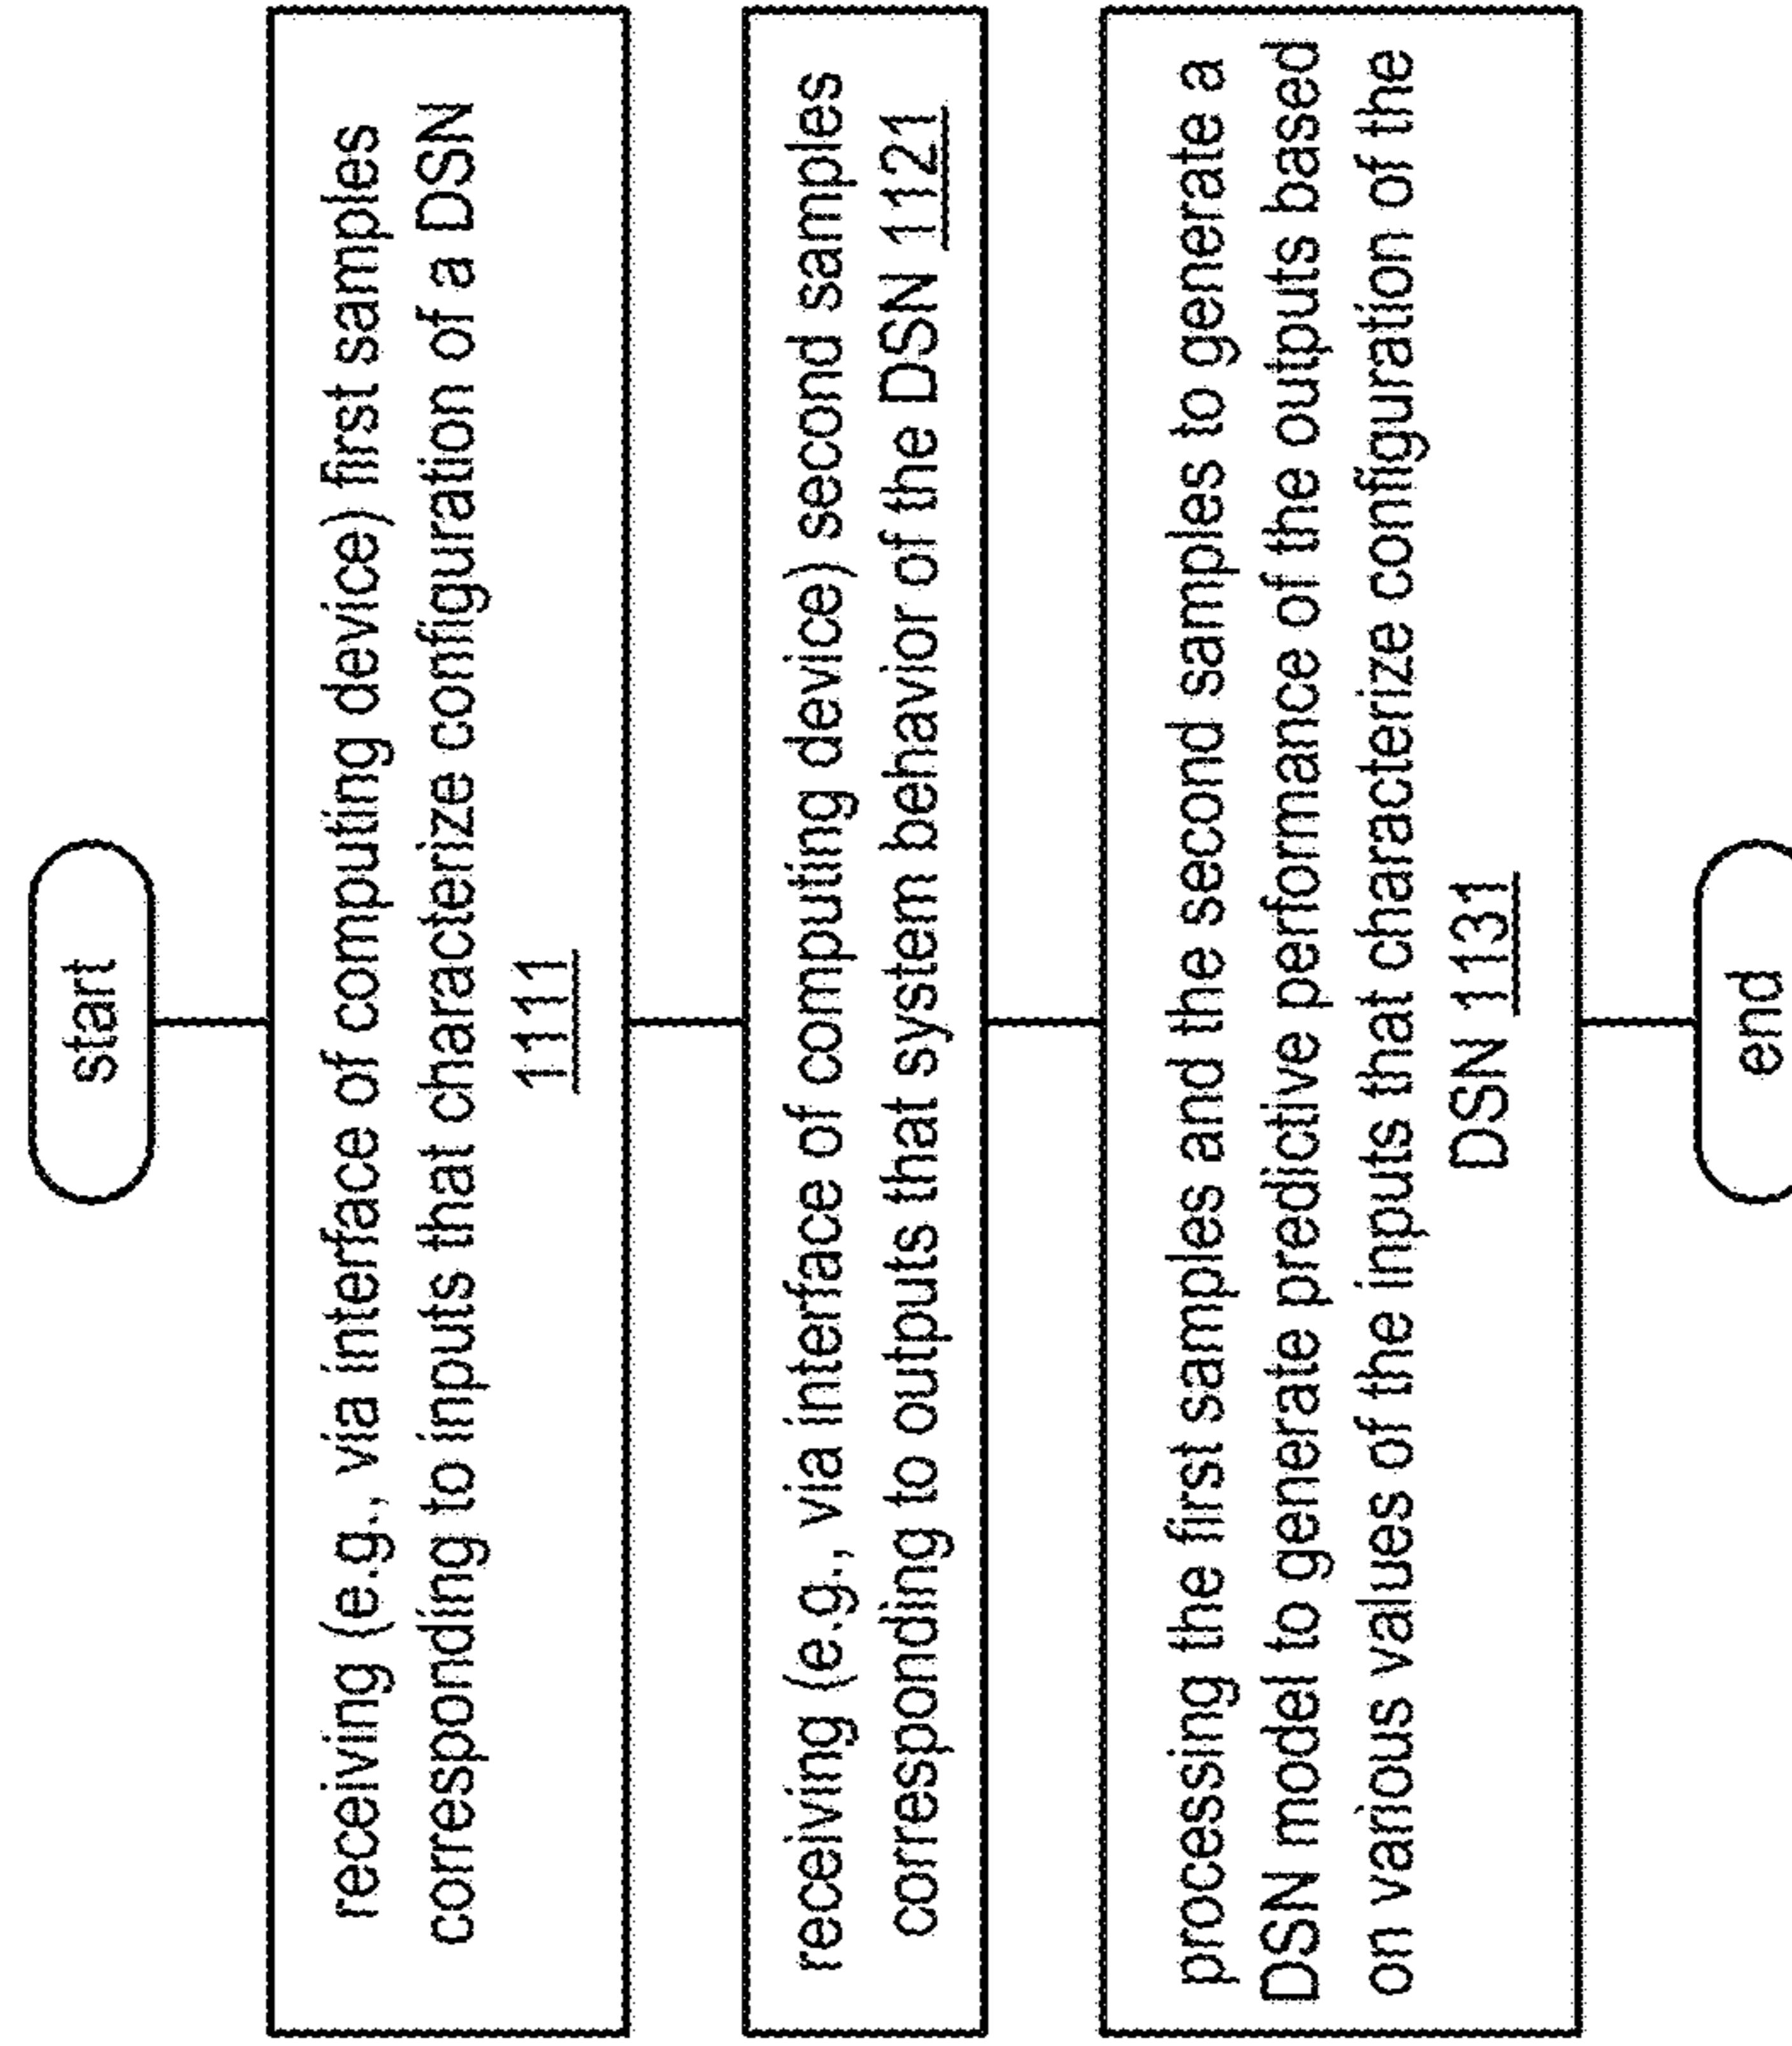 start
receiving (e.g., via interface of computing device) first samples
corresponding to inputs that characterize configuration of a DSN
1111
receiving (e.g., via interface of computing device) second samples
corresponding to outputs that system behavior of the DSN 1121
processing the first samples and the second samples to generate a
DSN model to generate predictive performance of the outputs based
on various values of the inputs that characterize configuration of the
DSN 1131
end